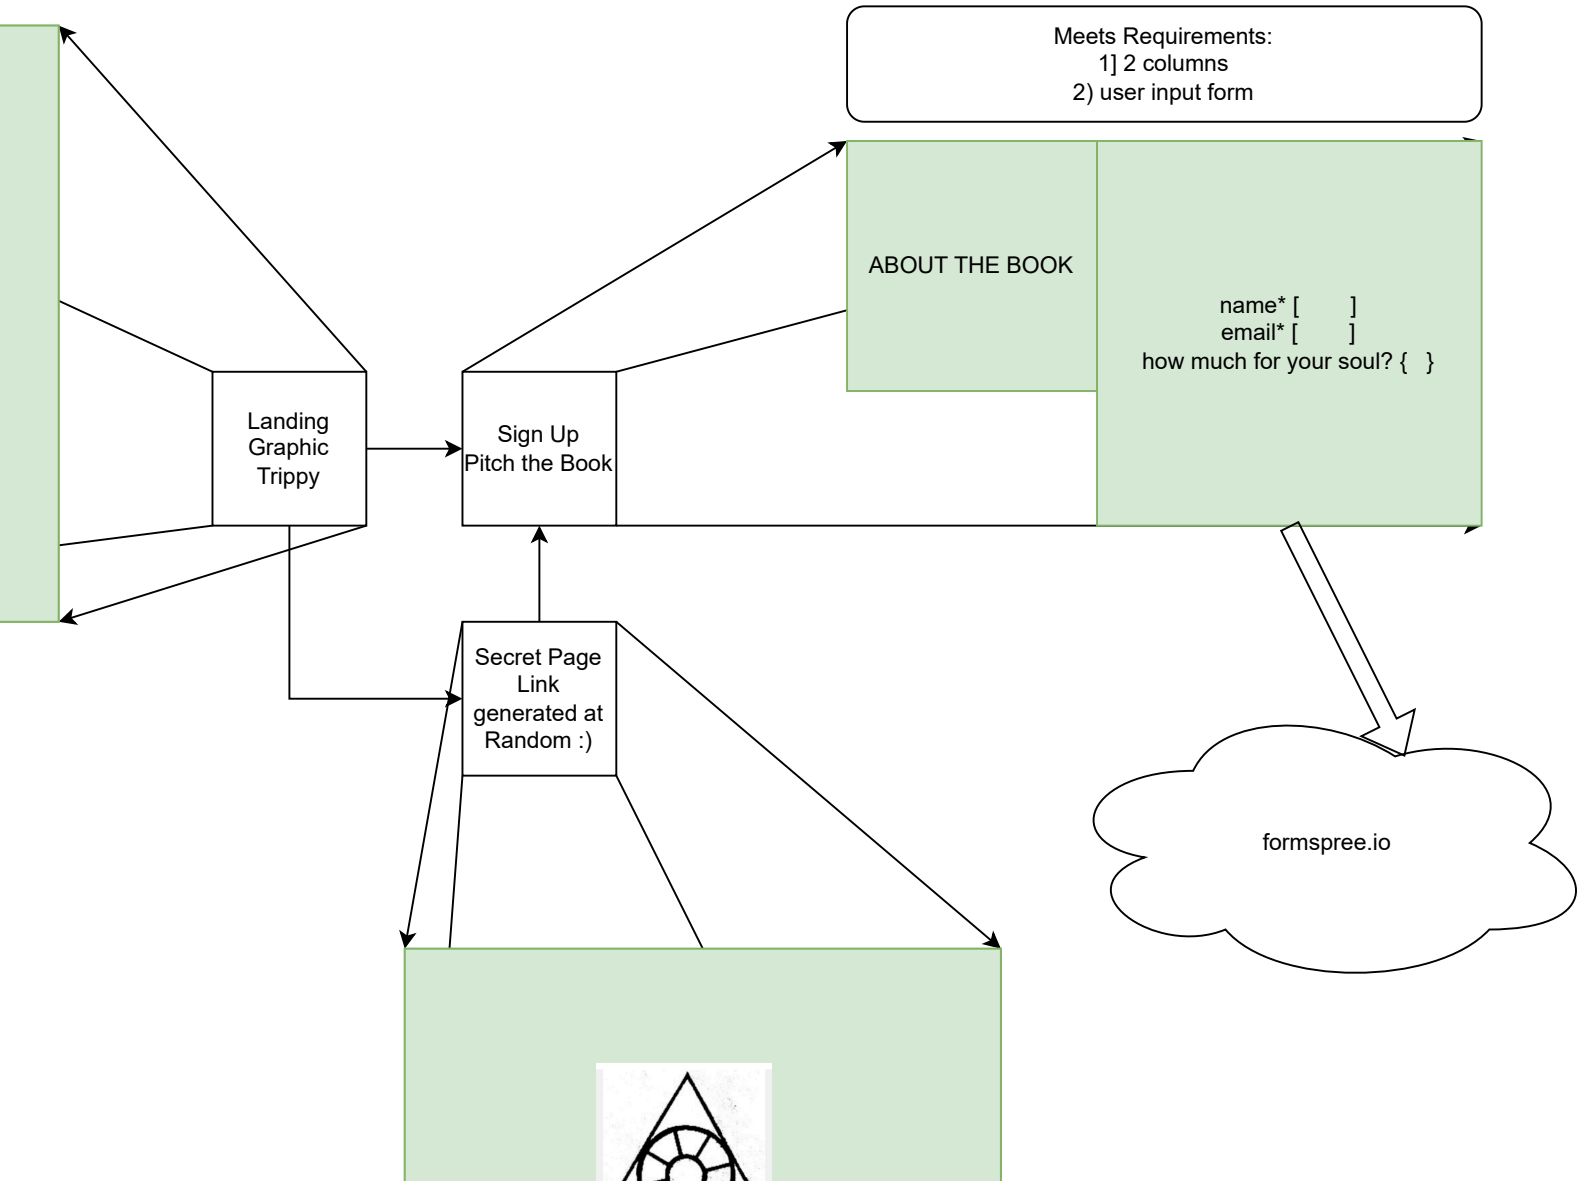 Meets Requirements:
1] 2 columns
2) user input form
ABOUT THE BOOK
name* [ ]
email* [ ]
how much for your soul? { }
Landing
Graphic
Trippy
Sign Up
Pitch the Book
Secret Page
Link
generated at
Random :)
formspree.io